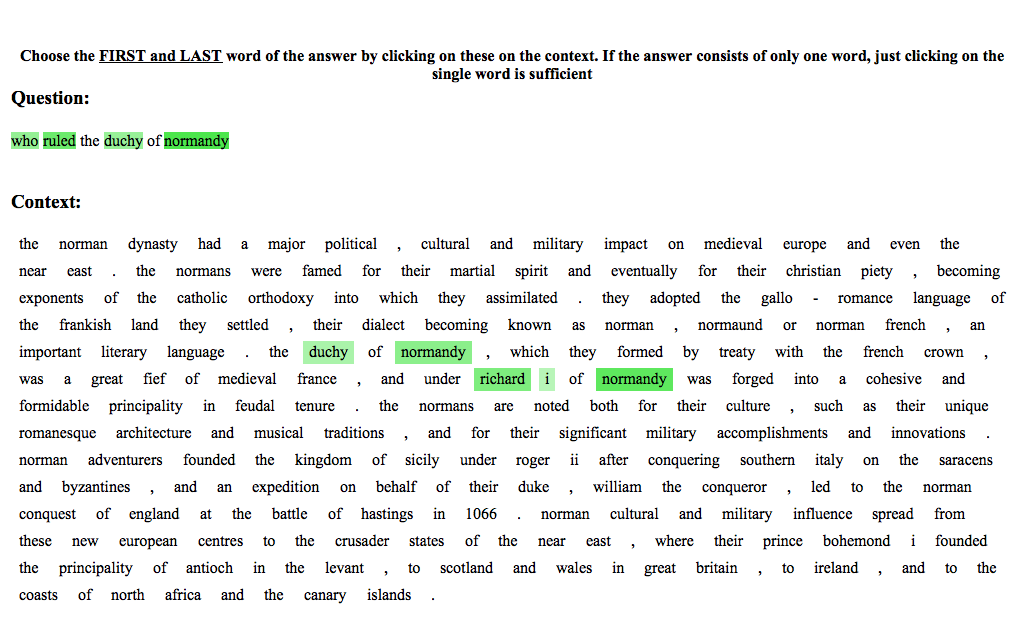 Choose the FIRST and LAST word of the answer by clicking on these on the context. If the answer consists of only one word, just clicking on the
single word is sufficient
Question:
who ruled the duchy of normandy
Context:
the norman dynasty had a major political , cultural and military impact on medieval europe and even the
near east . the normans were famed for their martial spirit and eventually for their christian piety , becoming
exponents of the catholic orthodoxy into which they assimilated . they adopted the gallo - romance language of
the frankish land they settled , their dialect becoming known as norman , normaund or norman french , an
important literary language . the duchy of normandy , which they formed by treaty with the french crown ,
was a great fief of medieval france , and under richard i of normandy was forged into a cohesive and
formidable principality in feudal tenure . the normans are noted both for their culture , such as their unique
romanesque architecture and musical traditions , and for their significant military accomplishments and innovations .
norman adventurers founded the kingdom of sicily under roger ii after conquering southern italy on the saracens
and byzantines , and an expedition on behalf of their duke , william the conqueror , led to the norman
conquest of england at the battle of hastings in 1066 . norman cultural and military influence spread from
these new european centres to the crusader states of the near east , where their prince bohemond i founded
the principality of antioch in the levant , to scotland and wales in great britain , to ireland , and to the
coasts of north africa and the canary islands .